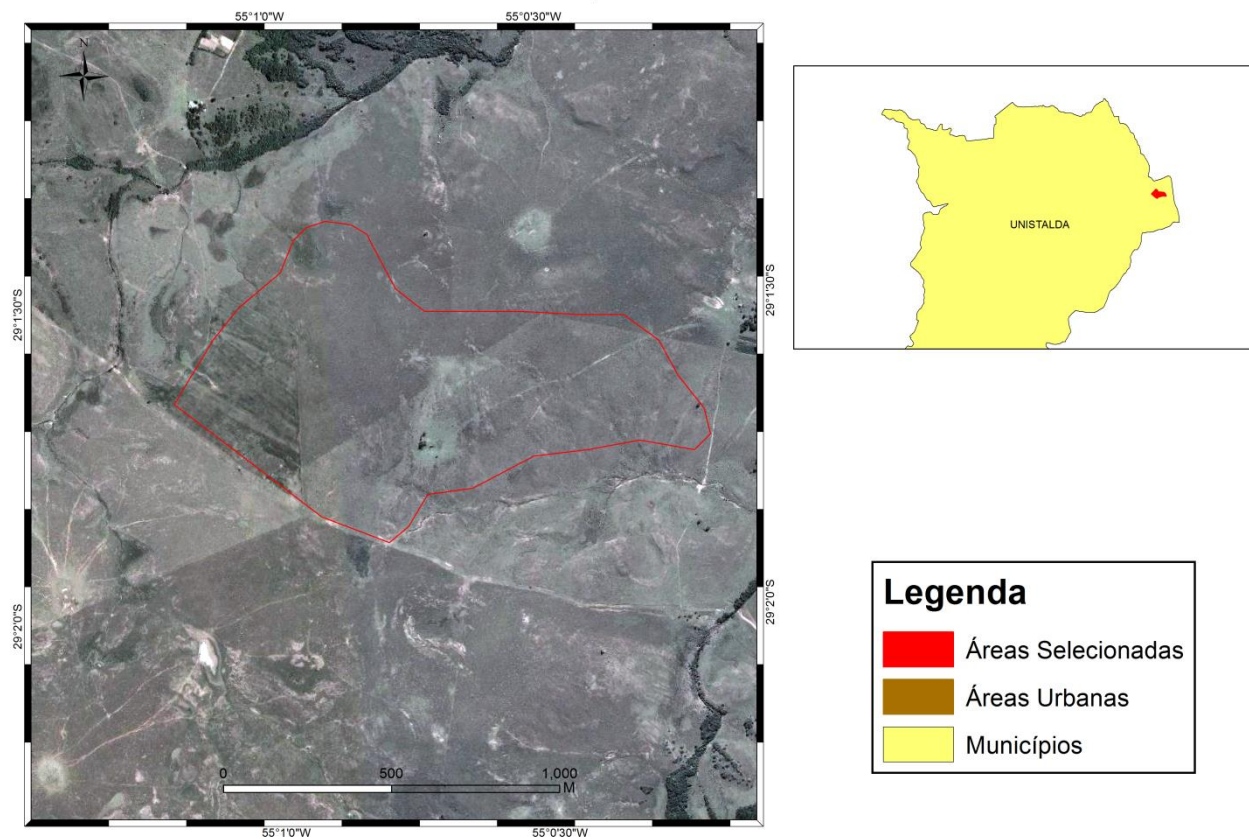 55°1'0"W 55°0'30"W
N
29°1'30"S 29°1'30"S
29°2'0"S 29°2'0"S
0 500 1,000
M
55°1'0"W 55°0'30"W
UNISTALDA
Legenda
Áreas Selecionadas
Áreas Urbanas
Municípios